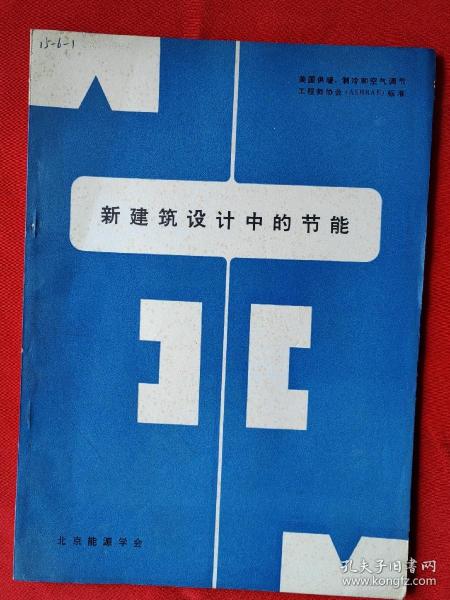 15-6-1
美国供暖、制冷和空气调节
工程师协会(ASHRAE)标准
新建筑设计中的节能
北京能源学会
孔夫子旧书网
www.kongfz.com